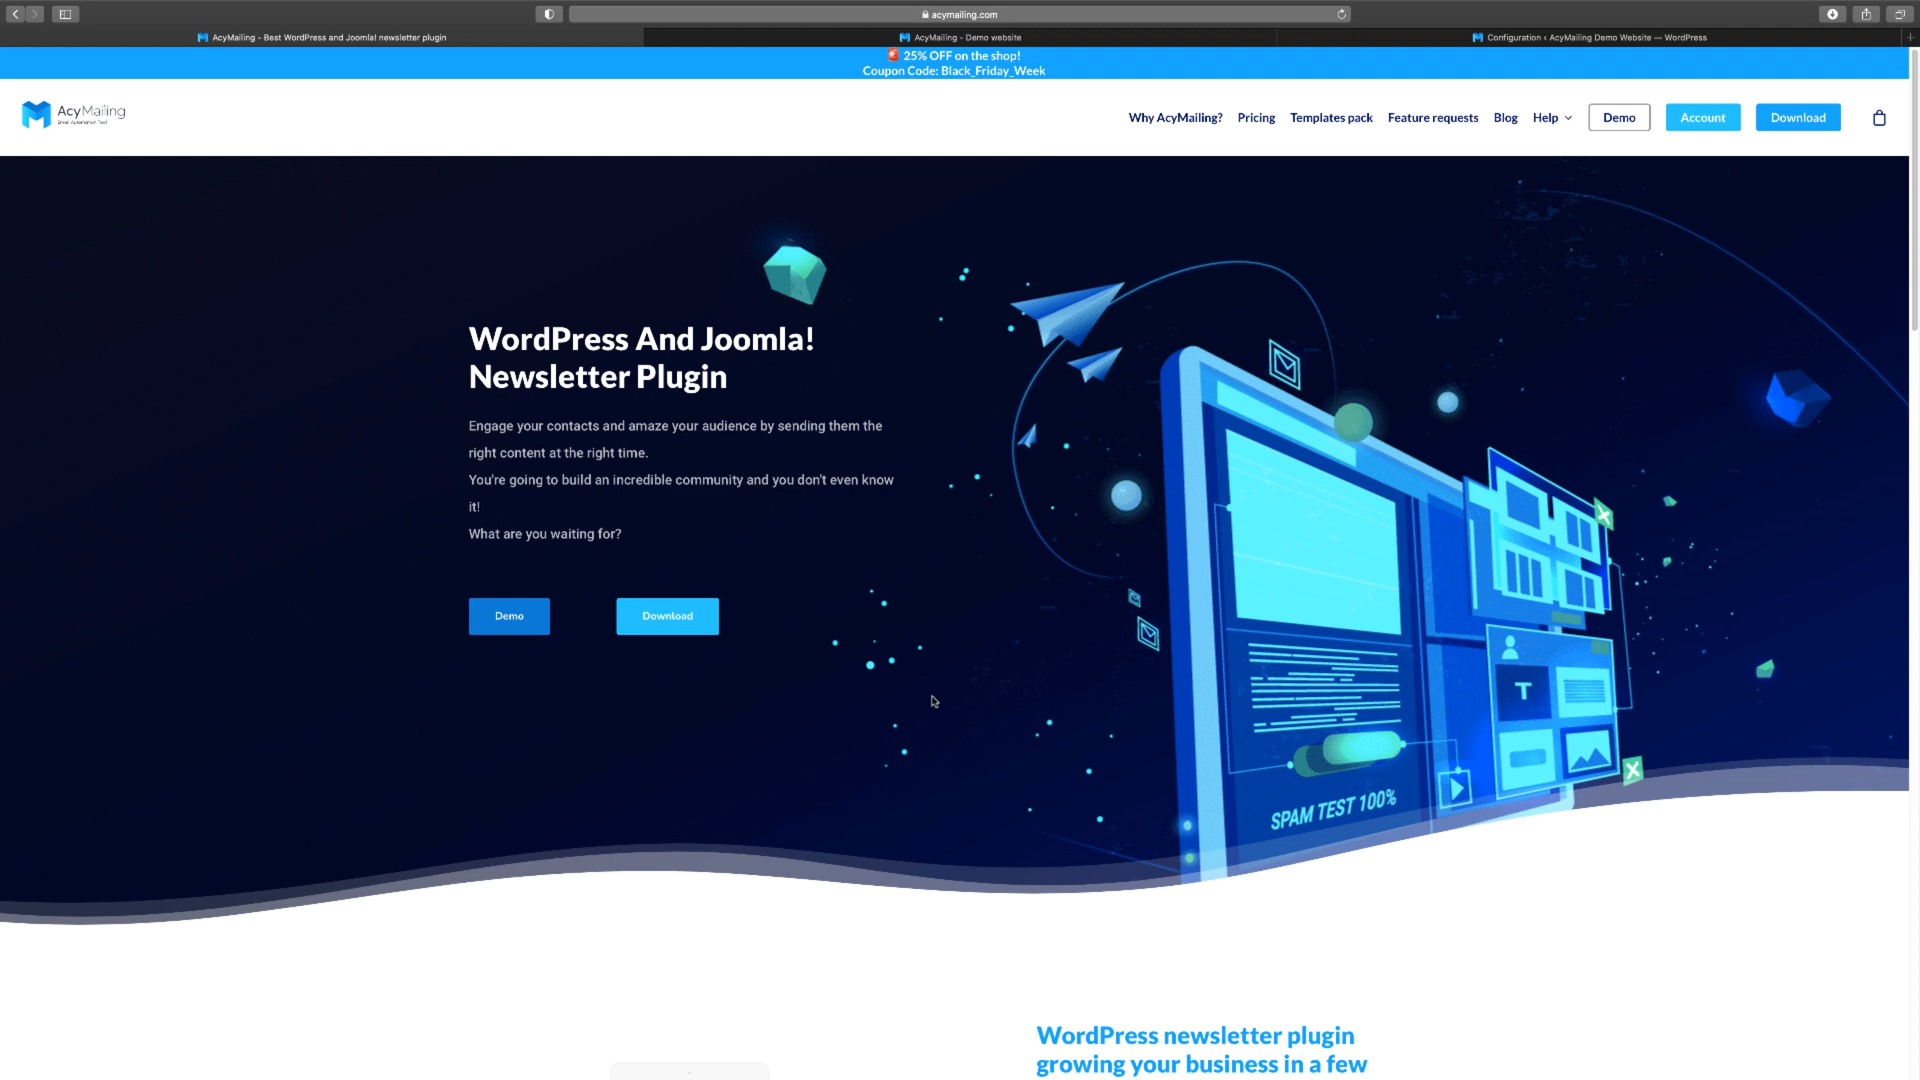 acymailing.com
AcyMailing - Best WordPress and Joomla! newsletter plugin
AcyMailing - Demo website
Configuration ‹ AcyMailing Demo Website — WordPress
🚨 25% OFF on the shop!
Coupon Code: Black_Friday_Week
AcyMailing
Email Automation Tool
Why AcyMailing?
Pricing
Templates pack
Feature requests
Blog
Help
Demo
Account
Download
WordPress And Joomla!
Newsletter Plugin
Engage your contacts and amaze your audience by sending them the
right content at the right time.
You're going to build an incredible community and you don't even know
it!
What are you waiting for?
Demo
Download
T
SPAM TEST 100%
WordPress newsletter plugin
growing your business in a few